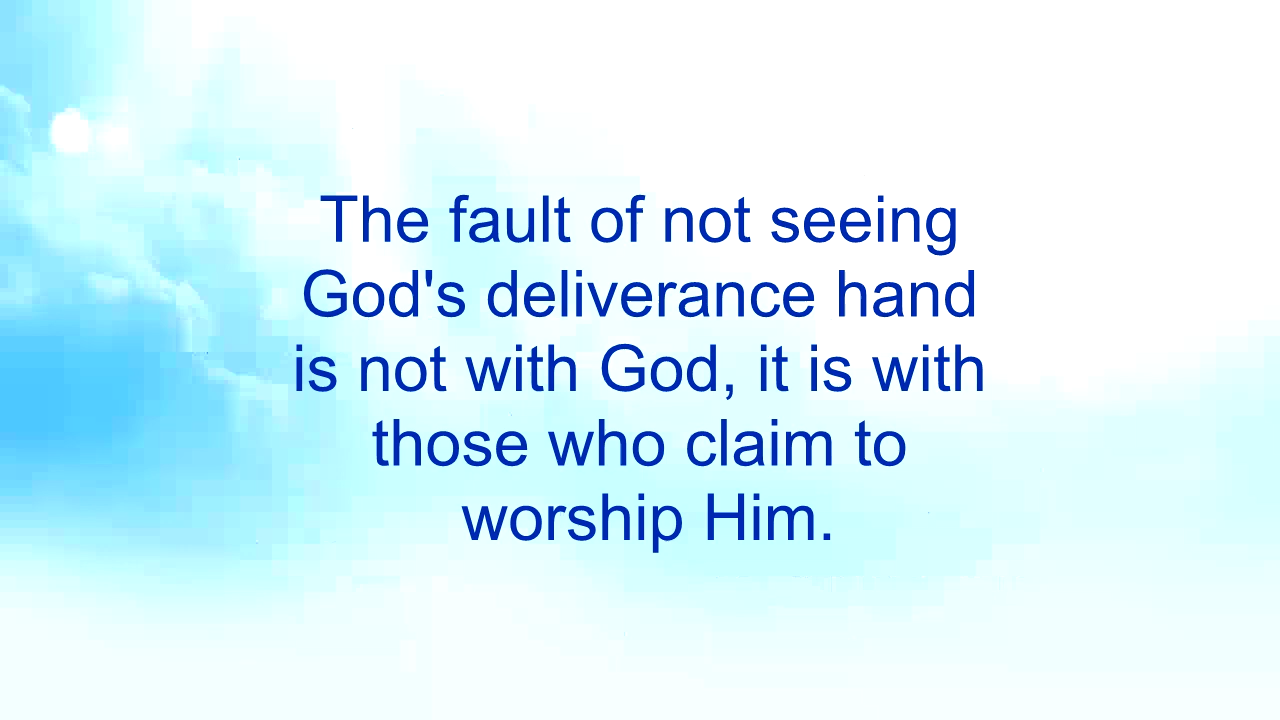 The fault of not seeing
God's deliverance hand
is not with God, it is with
those who claim to
worship Him.